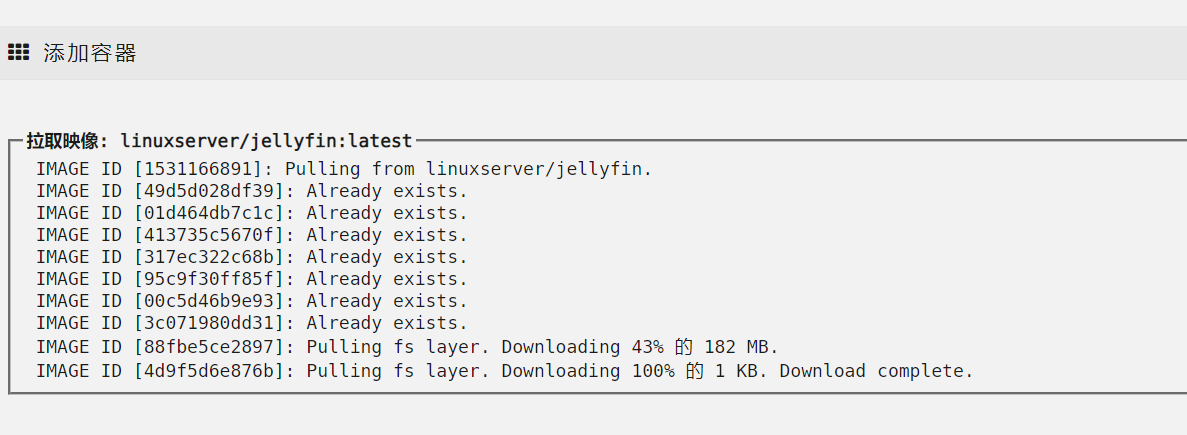 添加容器
拉取映像: linuxserver/jellyfin:latest
IMAGE ID [1531166891]: Pulling from linuxserver/jellyfin.
IMAGE ID [49d5d028df39]: Already exists.
IMAGE ID [01d464db7c1c]: Already exists.
IMAGE ID [413735c5670f]: Already exists.
IMAGE ID [317ec322c68b]: Already exists.
IMAGE ID [95c9f30ff85f]: Already exists.
IMAGE ID [00c5d46b9e93]: Already exists.
IMAGE ID [3c071980dd31]: Already exists.
IMAGE ID [88fbe5ce2897]: Pulling fs layer. Downloading 43% 的 182 MB.
IMAGE ID [4d9f5d6e876b]: Pulling fs layer. Downloading 100% 的 1 KB. Download complete.